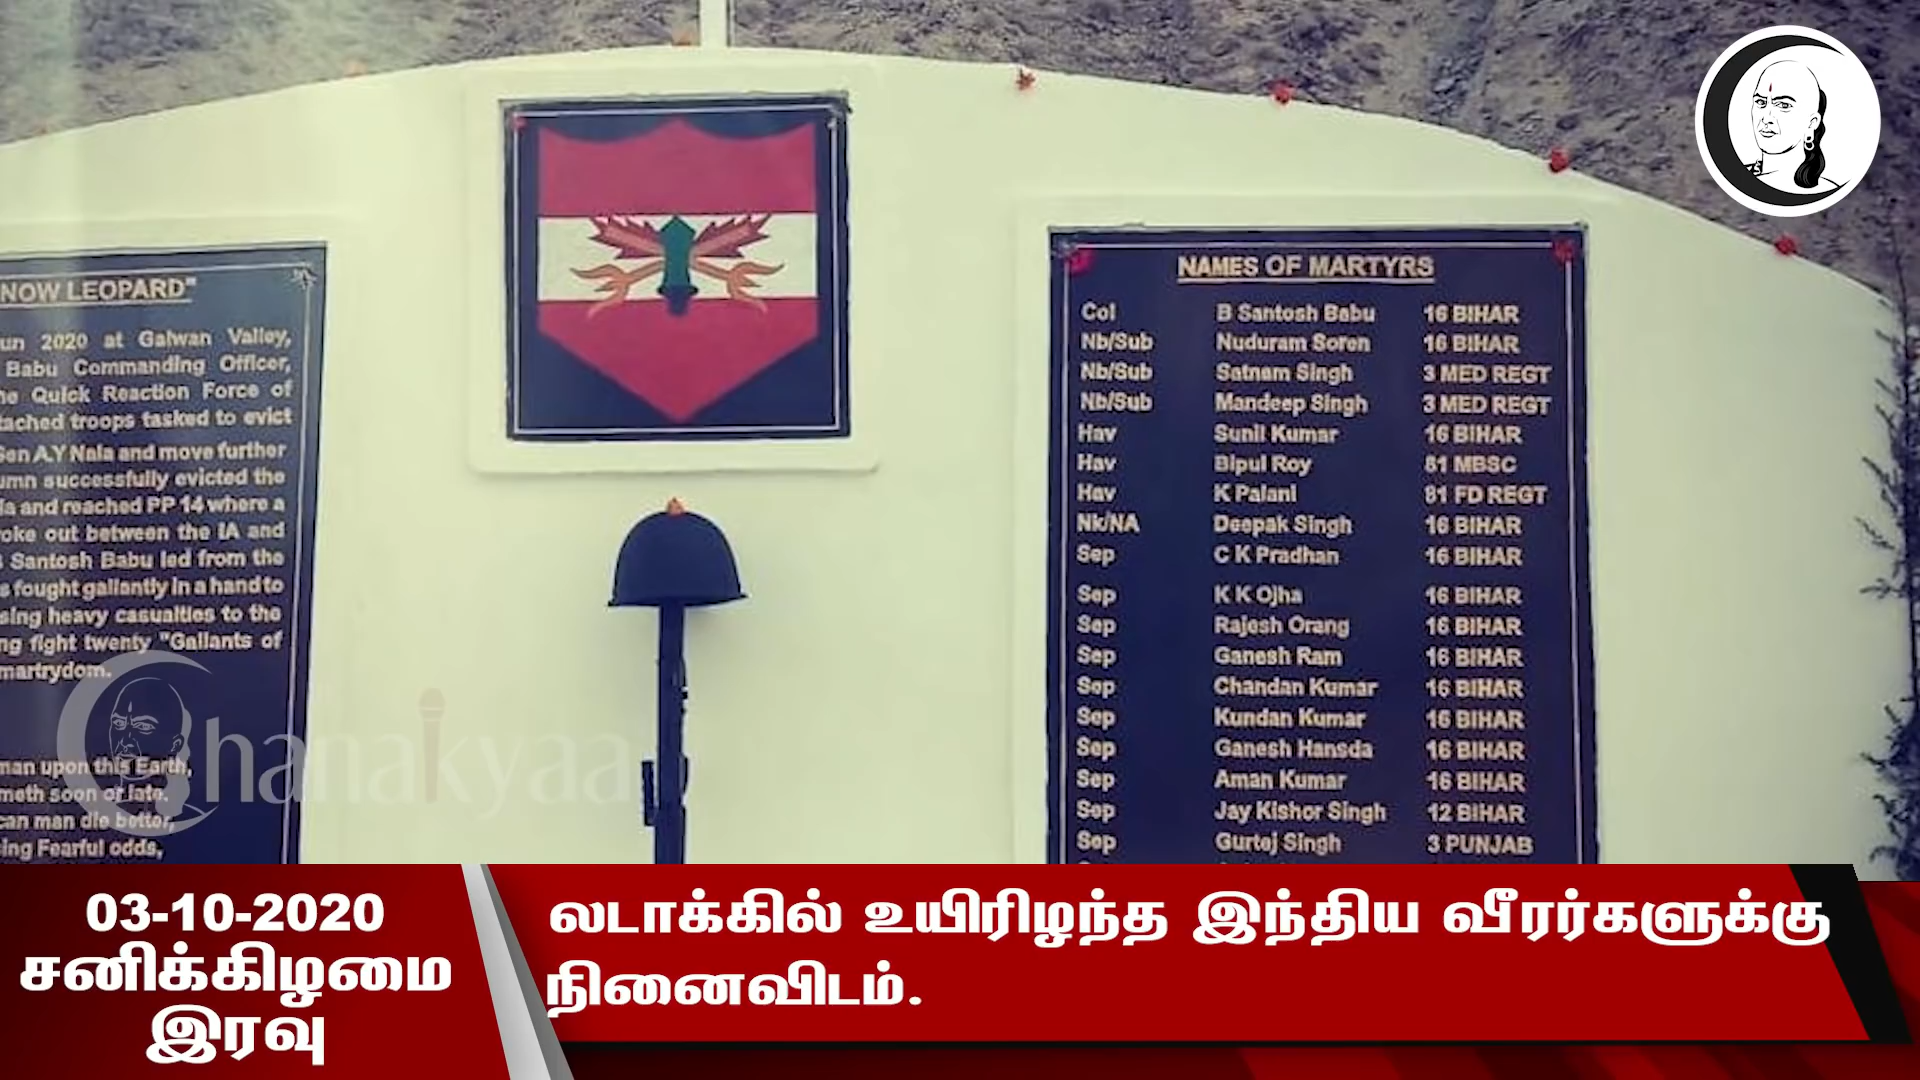 NOW LEOPARD"
un 2020 at Galwan Valley,
Babu Commanding Officer,
he Quick Reaction Force of
tached troops tasked to evict
Gen A.Y Nala and move further
umn successfully evicted the
la and reached PP 14 where a
oke out between the IA and
Santosh Babu led from the
s fought gallantly in a hand to
sing heavy casualties to the
ng fight twenty "Gallants of
martrydom.
man upon this Earth,
meth soon or late.
can man die better,
ing Fearful odds,
NAMES OF MARTYRS
Col B Santosh Babu 16 BIHAR
Nb/Sub Nuduram Soren 16 BIHAR
Nb/Sub Satnam Singh 3 MED REGT
Nb/Sub Mandeep Singh 3 MED REGT
Hav Sunil Kumar 16 BIHAR
Hav Bipul Roy 81 MBSC
Hav K Palani 81 FD REGT
Nk/NA Deepak Singh 16 BIHAR
Sep C K Pradhan 16 BIHAR
Sep K K Ojha 16 BIHAR
Sep Rajesh Orang 16 BIHAR
Sep Ganesh Ram 16 BIHAR
Sep Chandan Kumar 16 BIHAR
Sep Kundan Kumar 16 BIHAR
Sep Ganesh Hansda 16 BIHAR
Sep Aman Kumar 16 BIHAR
Sep Jay Kishor Singh 12 BIHAR
Sep Gurtej Singh 3 PUNJAB
Chanakyaa
03-10-2020
சனிக்கிழமை
இரவு
லடாக்கில் உயிரிழந்த இந்திய வீரர்களுக்கு
நினைவிடம்.